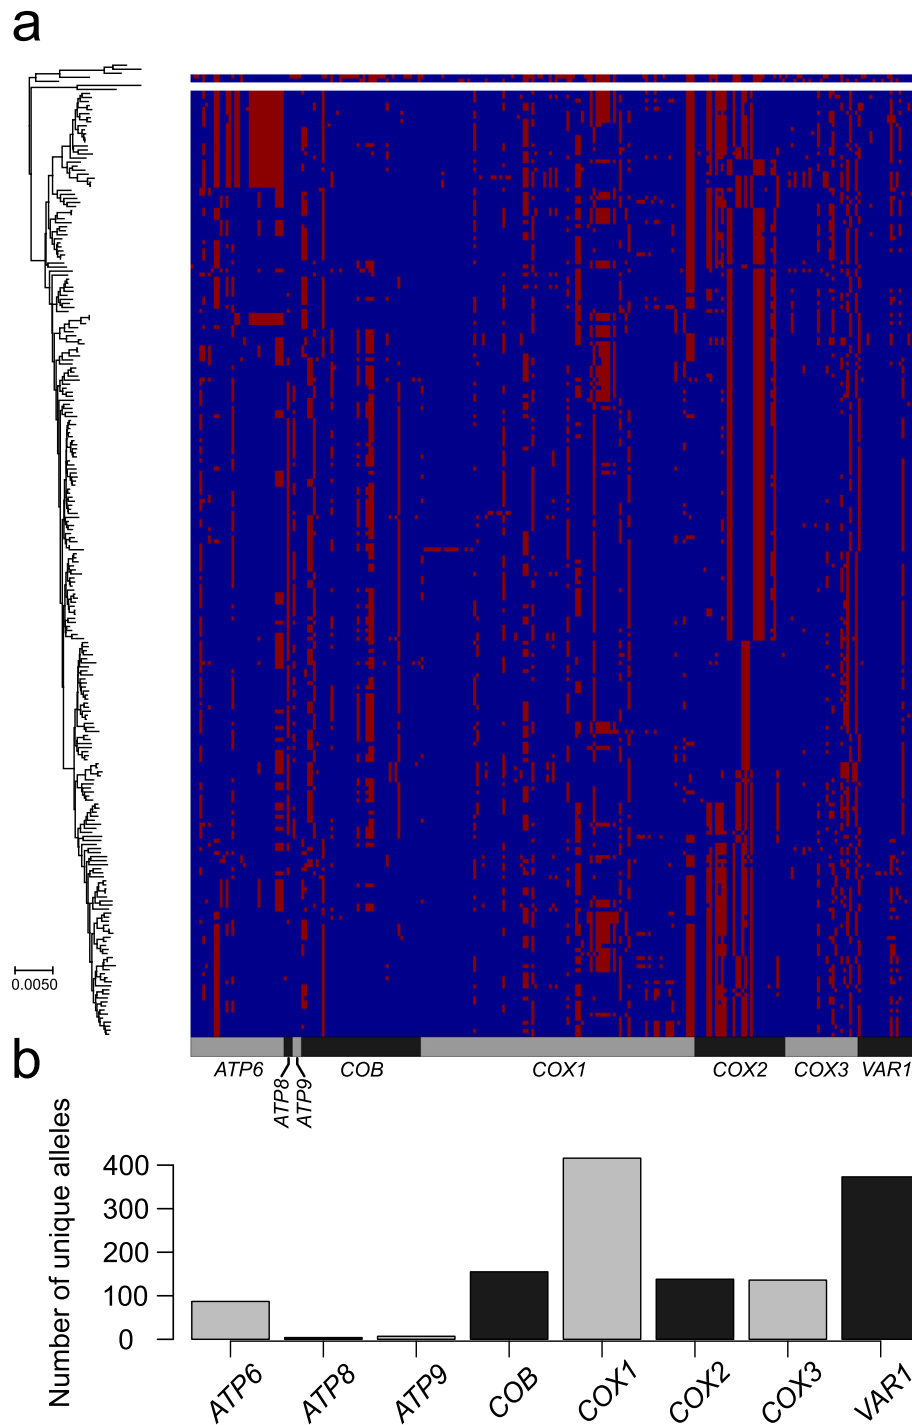 a
0.0050
ATP6
ATP8
ATP9
COB
COX1
COX2
COX3
VAR1
b
Number of unique alleles
400
300
200
100
0
ATP6
ATP8
ATP9
COB
COX1
COX2
COX3
VAR1